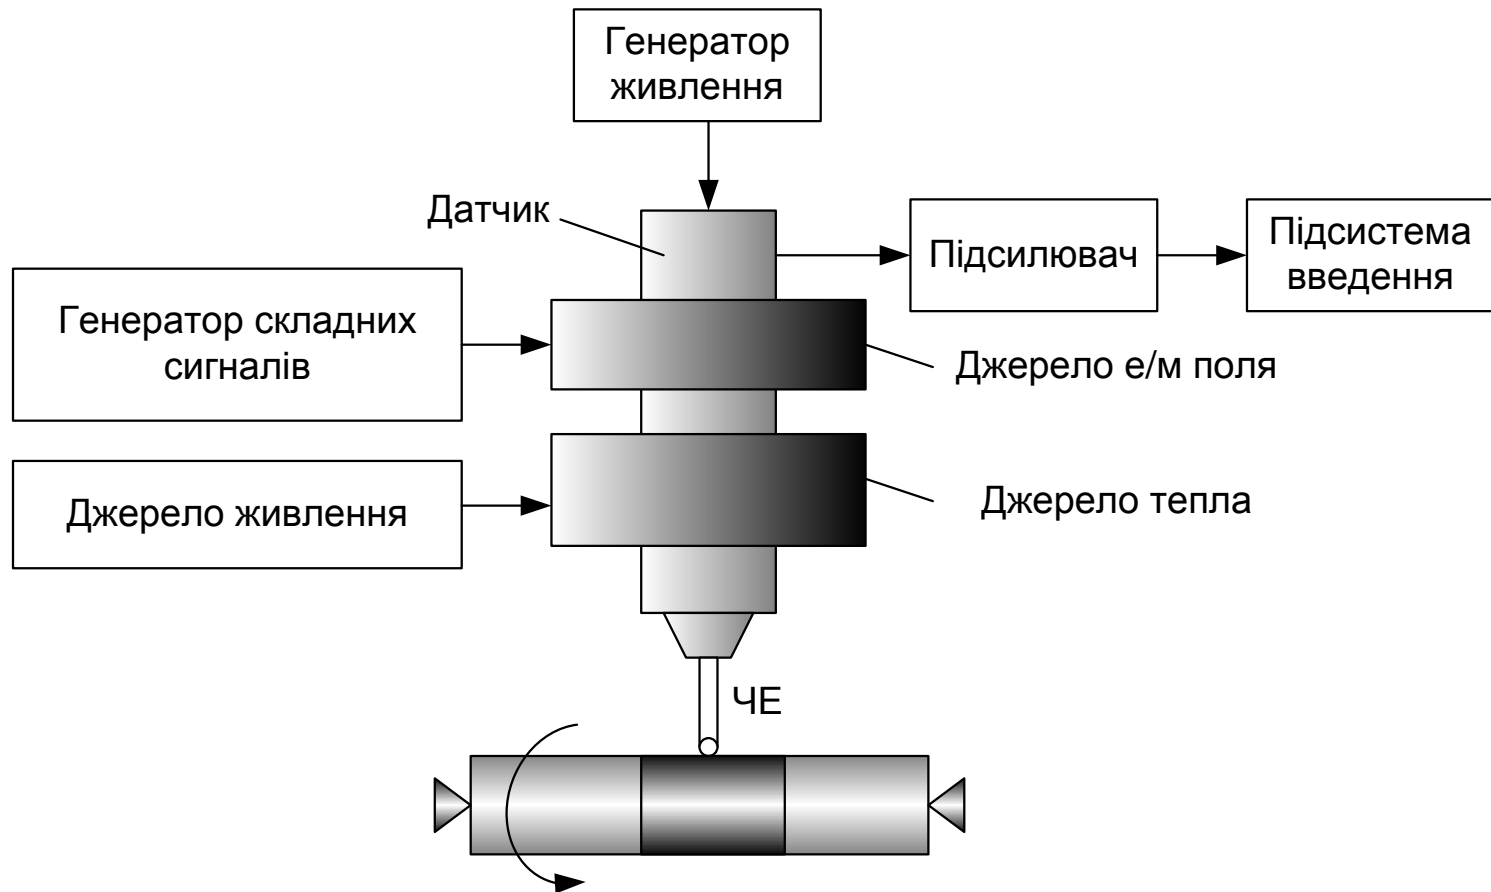 Генератор
живлення
Датчик
Підсилювач
Підсистема
введення
Генератор складних
сигналів
Джерело е/м поля
Джерело живлення
Джерело тепла
ЧЕ